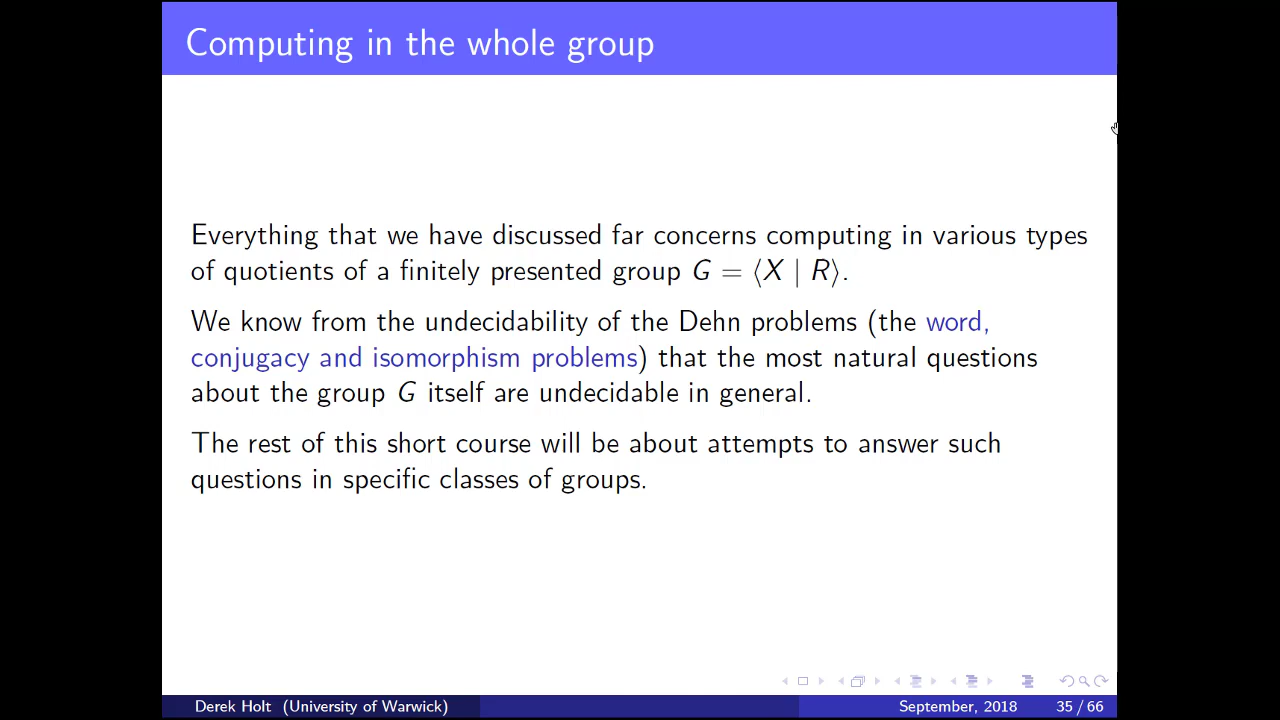 Computing in the whole group
Everything that we have discussed far concerns computing in various types
of quotients of a finitely presented group G = ⟨X | R⟩.
We know from the undecidability of the Dehn problems (the word,
conjugacy and isomorphism problems) that the most natural questions
about the group G itself are undecidable in general.
The rest of this short course will be about attempts to answer such
questions in specific classes of groups.
Derek Holt (University of Warwick)
September, 2018
35 / 66